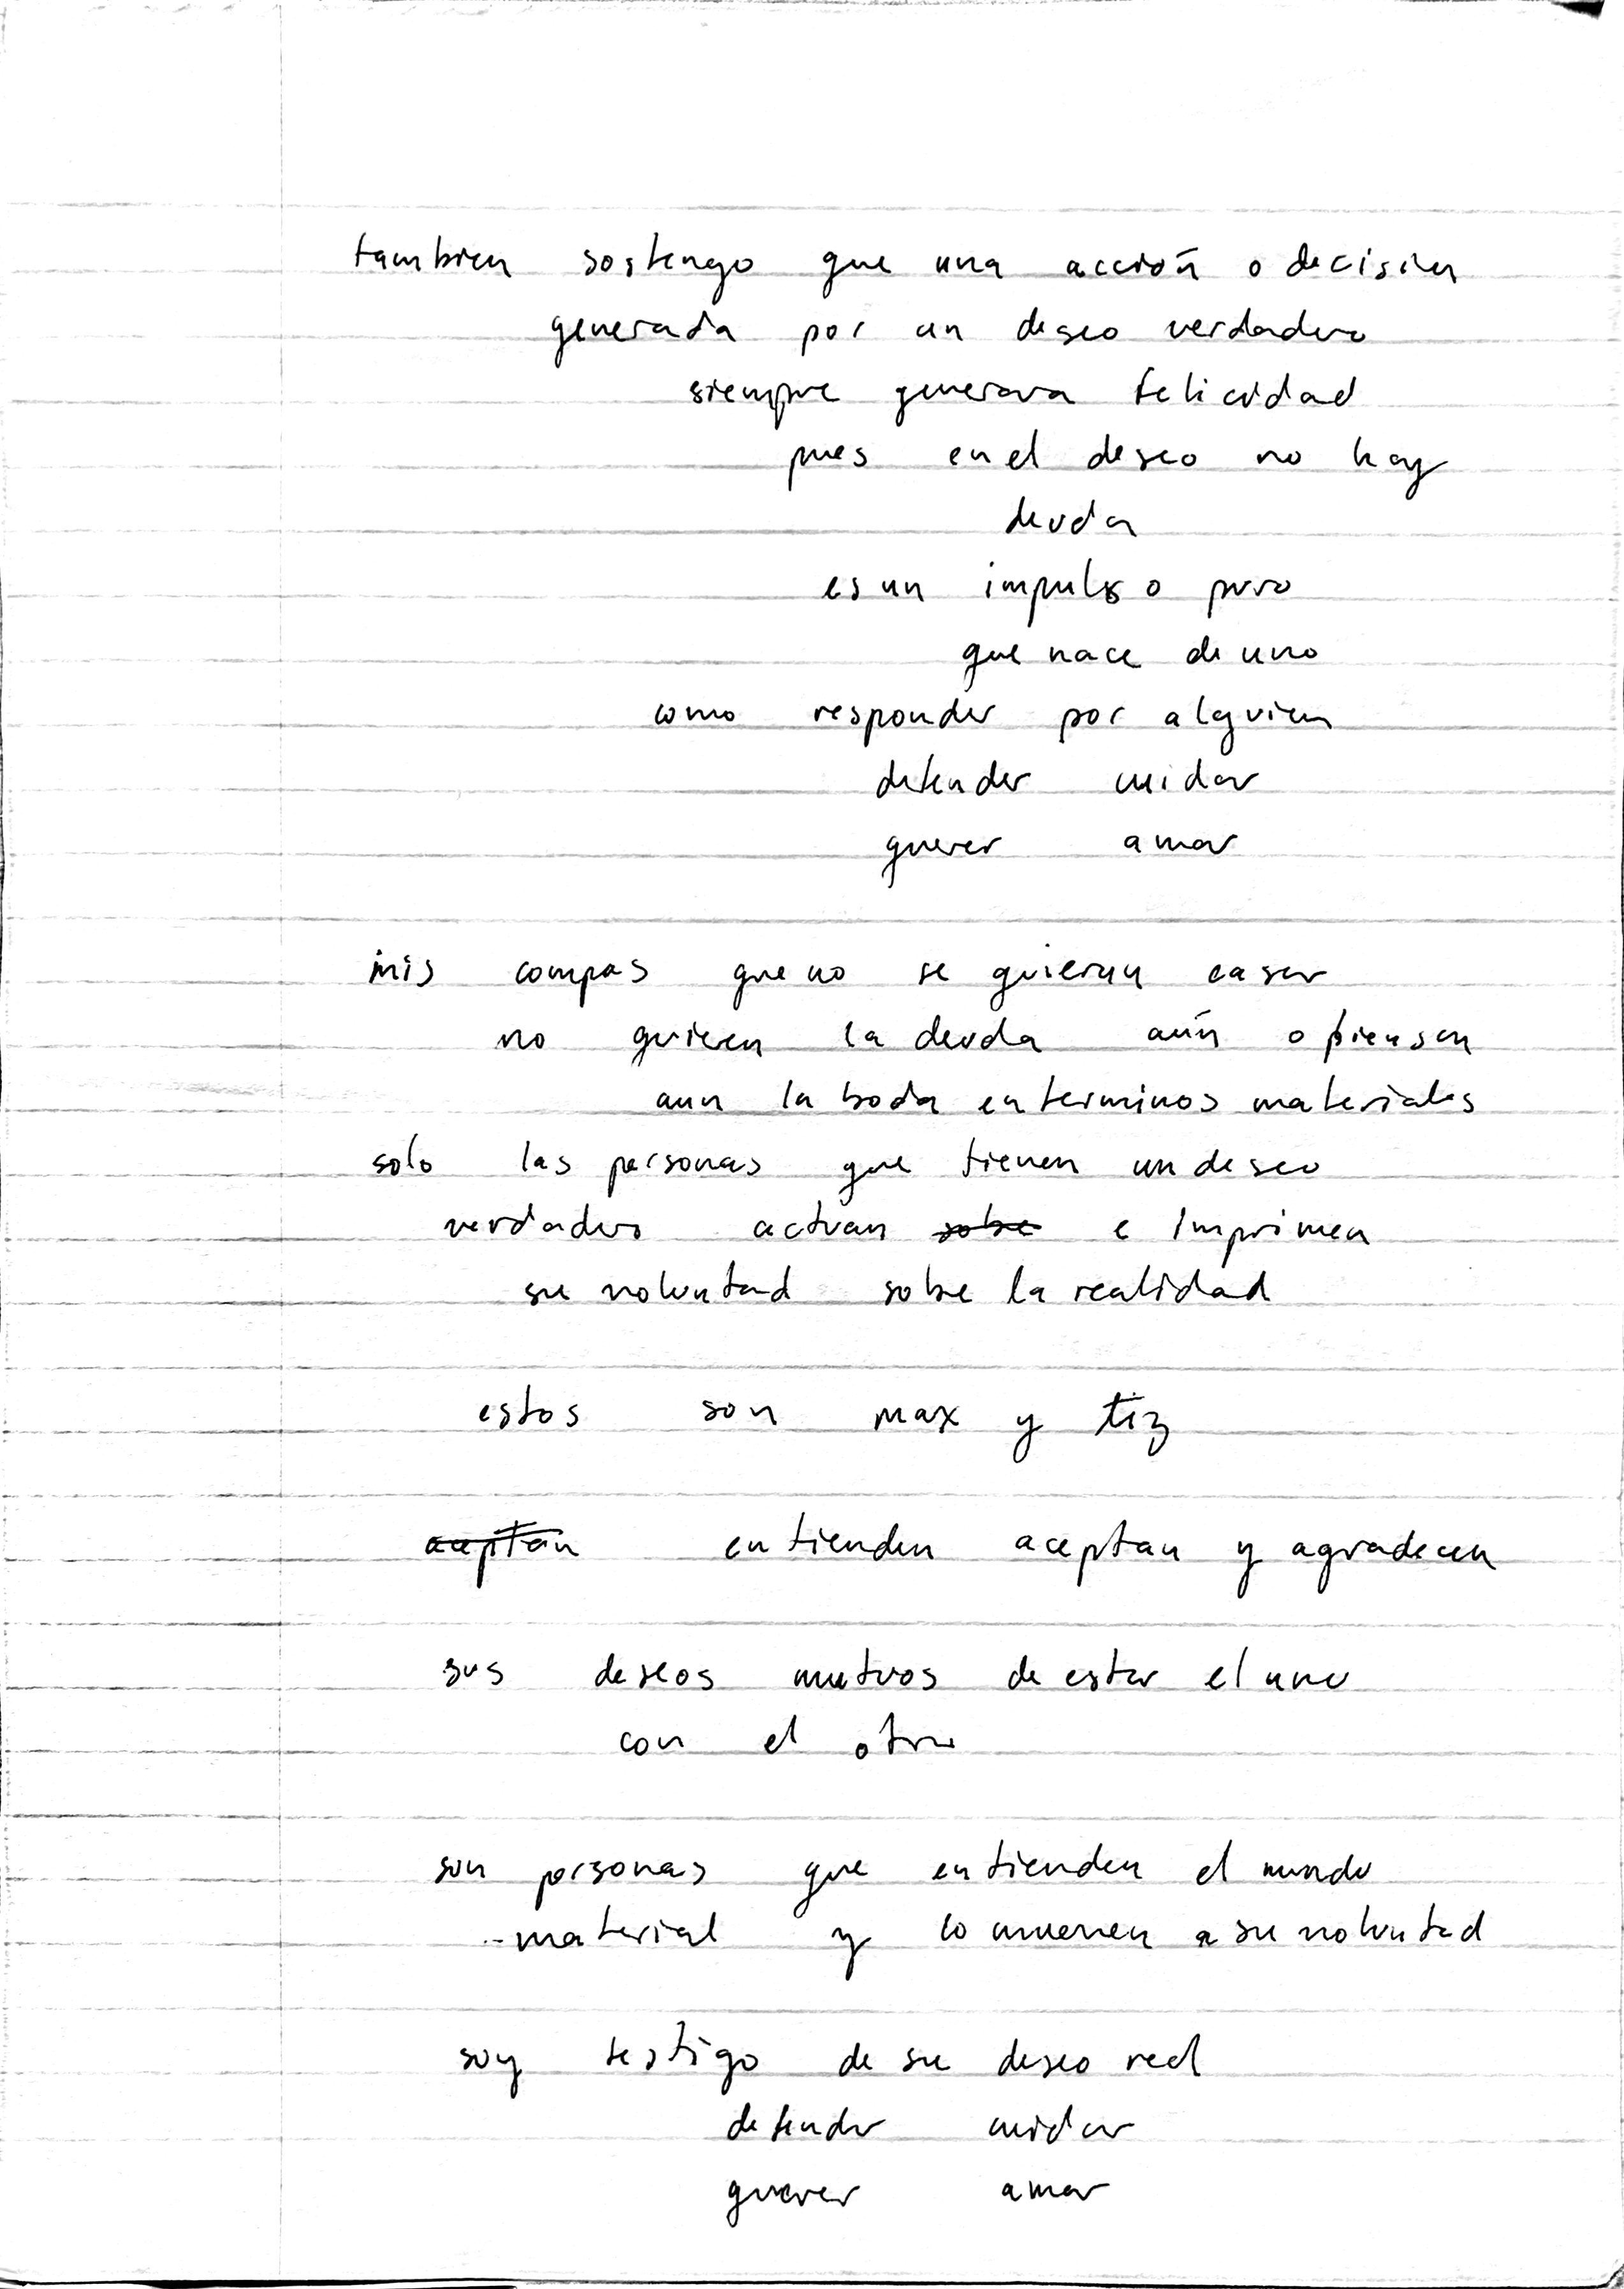 tambien sostengo que una acción o decision
generada por un deseo verdadero
siempre generara felicidad
pues en el deseo no hay
deuda
es un impulso puro
que nace de uno
como responder por alguien
defender cuidar
querer amar
mis compas que no se quieren casar
no quieren la deuda aún o piensan
aun la boda en terminos materiales
solo las personas que tienen un deseo
verdadero actuan sobe e imprimen
su voluntad sobre la realidad
estos son max y tiz
aceptan entienden aceptan y agradecen
sus deseos mutuos de estar el uno
con el otro
son personas que entienden el mundo
material y lo mueven a su voluntad
soy testigo de su deseo real
defender cuidar
querer amar